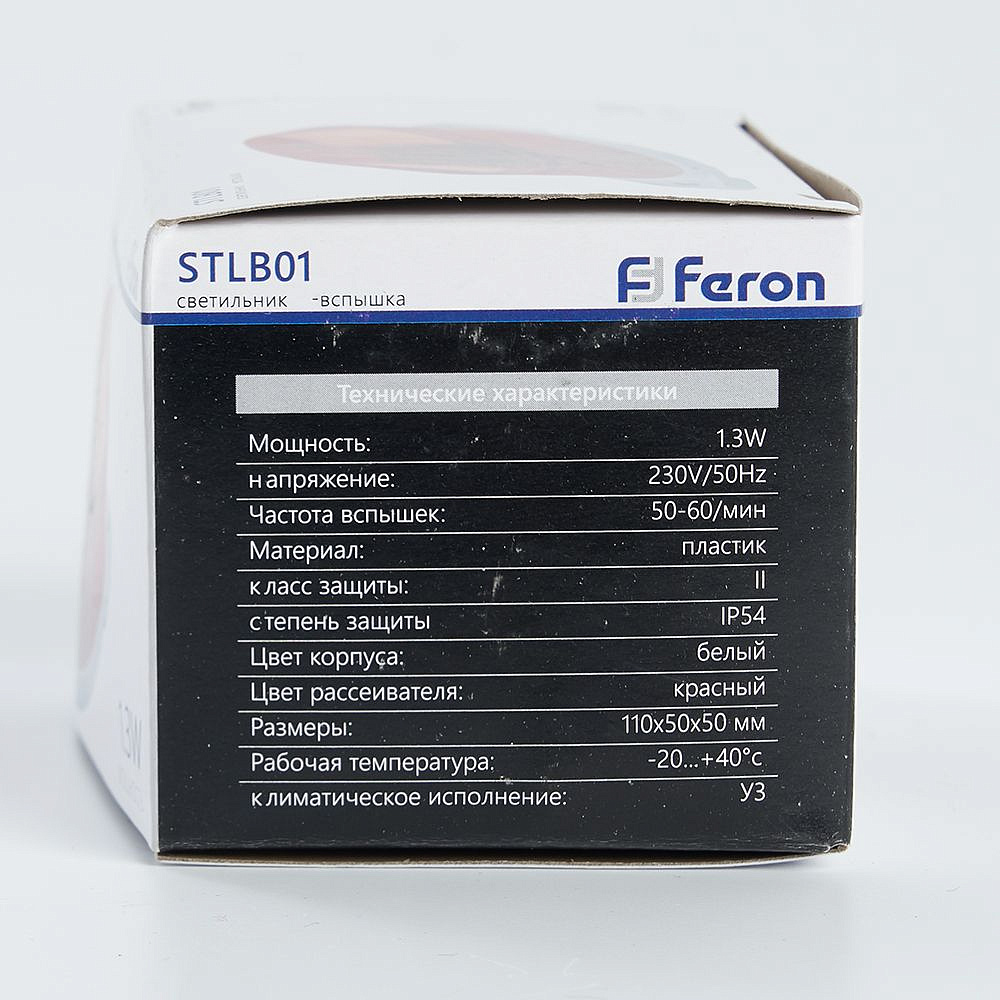 STLB01
светильник -вспышка
Feron
Технические характеристики
Мощность: 1.3W
напряжение: 230V/50Hz
Частота вспышек: 50-60/мин
Материал: пластик
класс защиты: II
степень защиты IP54
Цвет корпуса: белый
Цвет рассеивателя: красный
Размеры: 110x50x50 мм
Рабочая температура: -20...+40°c
климатическое исполнение: У3
1.3W